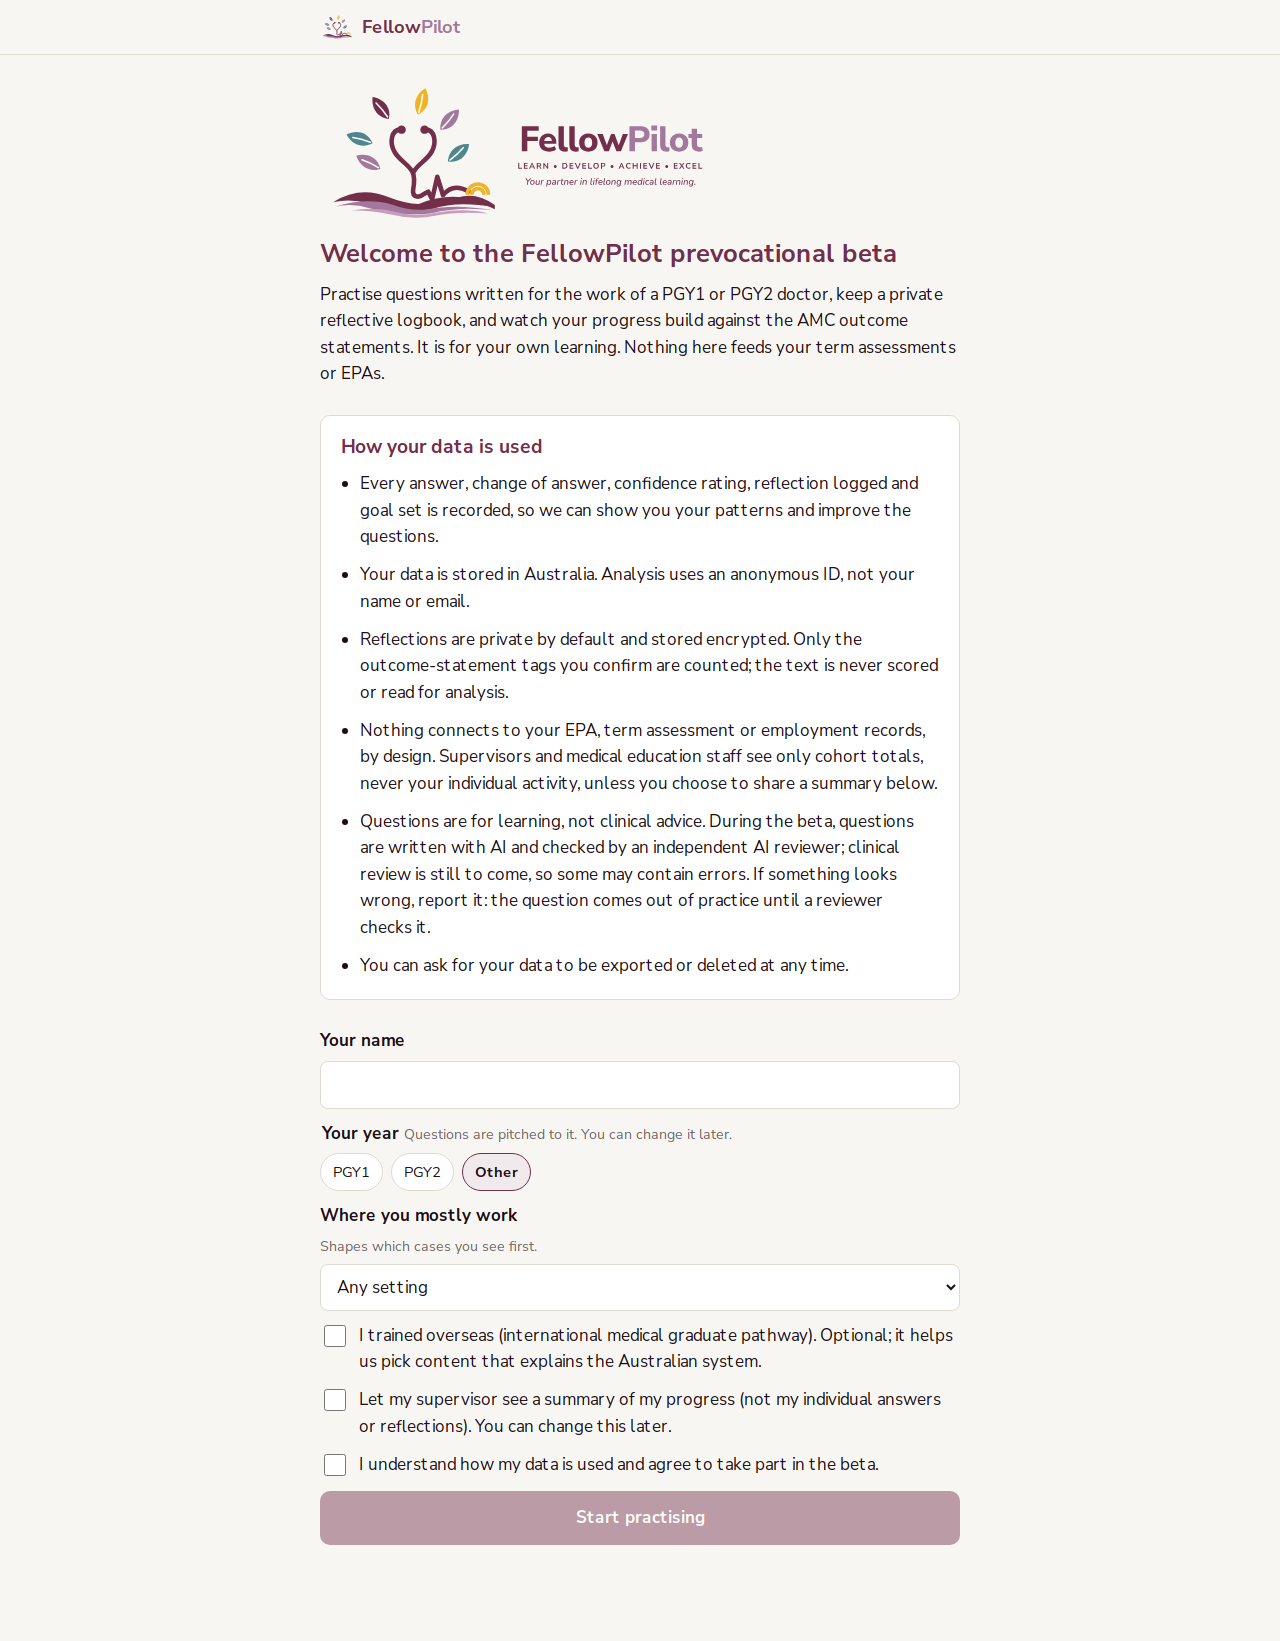 FellowPilot
FellowPilot
LEARN • DEVELOP • ACHIEVE • EXCEL
Your partner in lifelong medical learning.
Welcome to the FellowPilot prevocational beta
Practise questions written for the work of a PGY1 or PGY2 doctor, keep a private
reflective logbook, and watch your progress build against the AMC outcome
statements. It is for your own learning. Nothing here feeds your term assessments
or EPAs.
How your data is used
• Every answer, change of answer, confidence rating, reflection logged and
goal set is recorded, so we can show you your patterns and improve the
questions.
• Your data is stored in Australia. Analysis uses an anonymous ID, not your
name or email.
• Reflections are private by default and stored encrypted. Only the
outcome-statement tags you confirm are counted; the text is never scored
or read for analysis.
• Nothing connects to your EPA, term assessment or employment records,
by design. Supervisors and medical education staff see only cohort totals,
never your individual activity, unless you choose to share a summary below.
• Questions are for learning, not clinical advice. During the beta, questions
are written with AI and checked by an independent AI reviewer; clinical
review is still to come, so some may contain errors. If something looks
wrong, report it: the question comes out of practice until a reviewer
checks it.
• You can ask for your data to be exported or deleted at any time.
Your name
Your year Questions are pitched to it. You can change it later.
PGY1 PGY2 Other
Where you mostly work
Shapes which cases you see first.
Any setting
I trained overseas (international medical graduate pathway). Optional; it helps
us pick content that explains the Australian system.
Let my supervisor see a summary of my progress (not my individual answers
or reflections). You can change this later.
I understand how my data is used and agree to take part in the beta.
Start practising